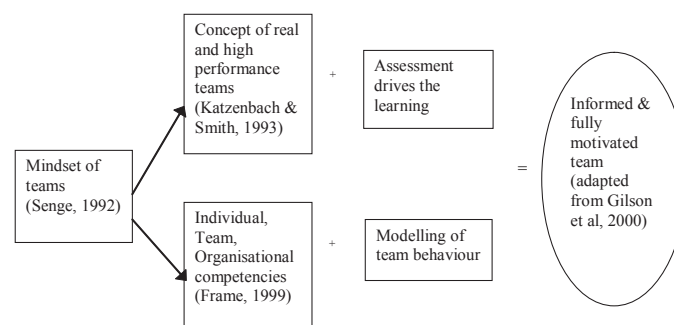 Mindset of
teams
(Senge, 1992)
Concept of real
and high
performance
teams
(Katzenbach &
Smith, 1993)
+
Assessment
drives the
learning
Individual,
Team,
Organisational
competencies
(Frame, 1999)
+
Modelling of
team behaviour
=
Informed &
fully
motivated
team
(adapted
from Gilson
et al, 2000)